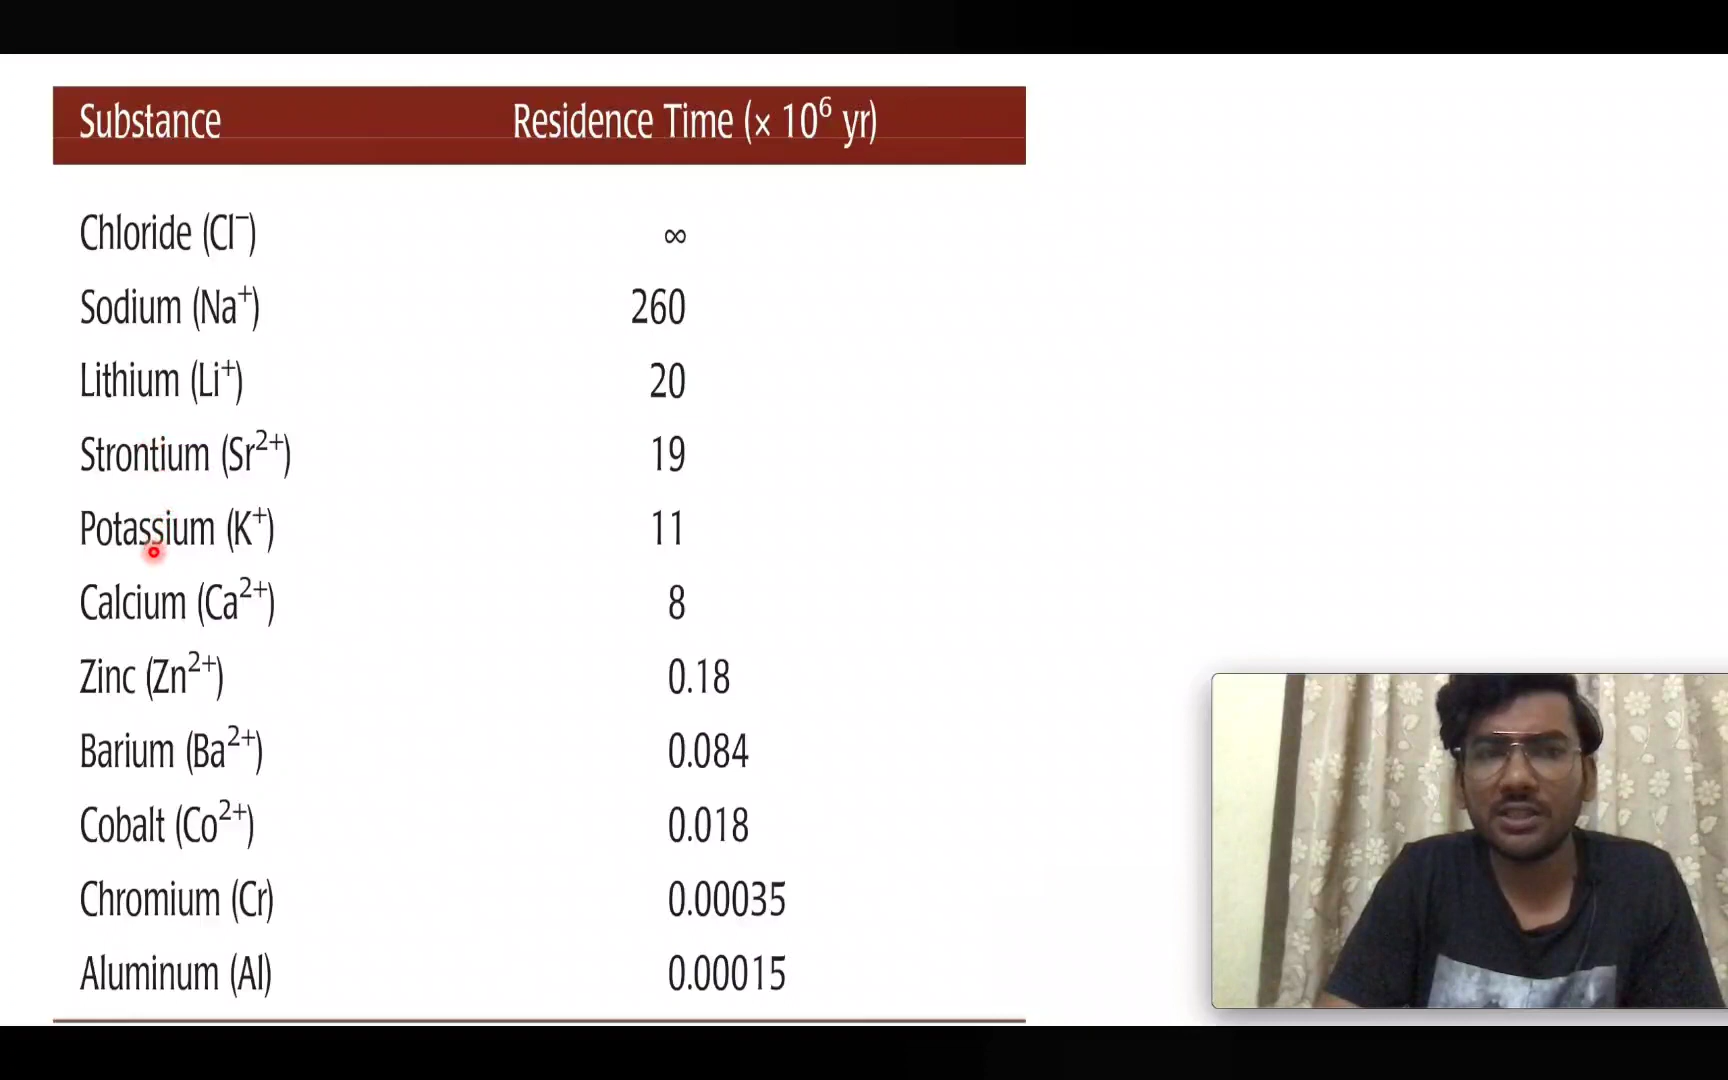 Substance Residence Time (× 10⁶ yr)
Chloride (Cl⁻) ∞
Sodium (Na⁺) 260
Lithium (Li⁺) 20
Strontium (Sr²⁺) 19
Potassium (K⁺) 11
Calcium (Ca²⁺) 8
Zinc (Zn²⁺) 0.18
Barium (Ba²⁺) 0.084
Cobalt (Co²⁺) 0.018
Chromium (Cr) 0.00035
Aluminum (Al) 0.00015